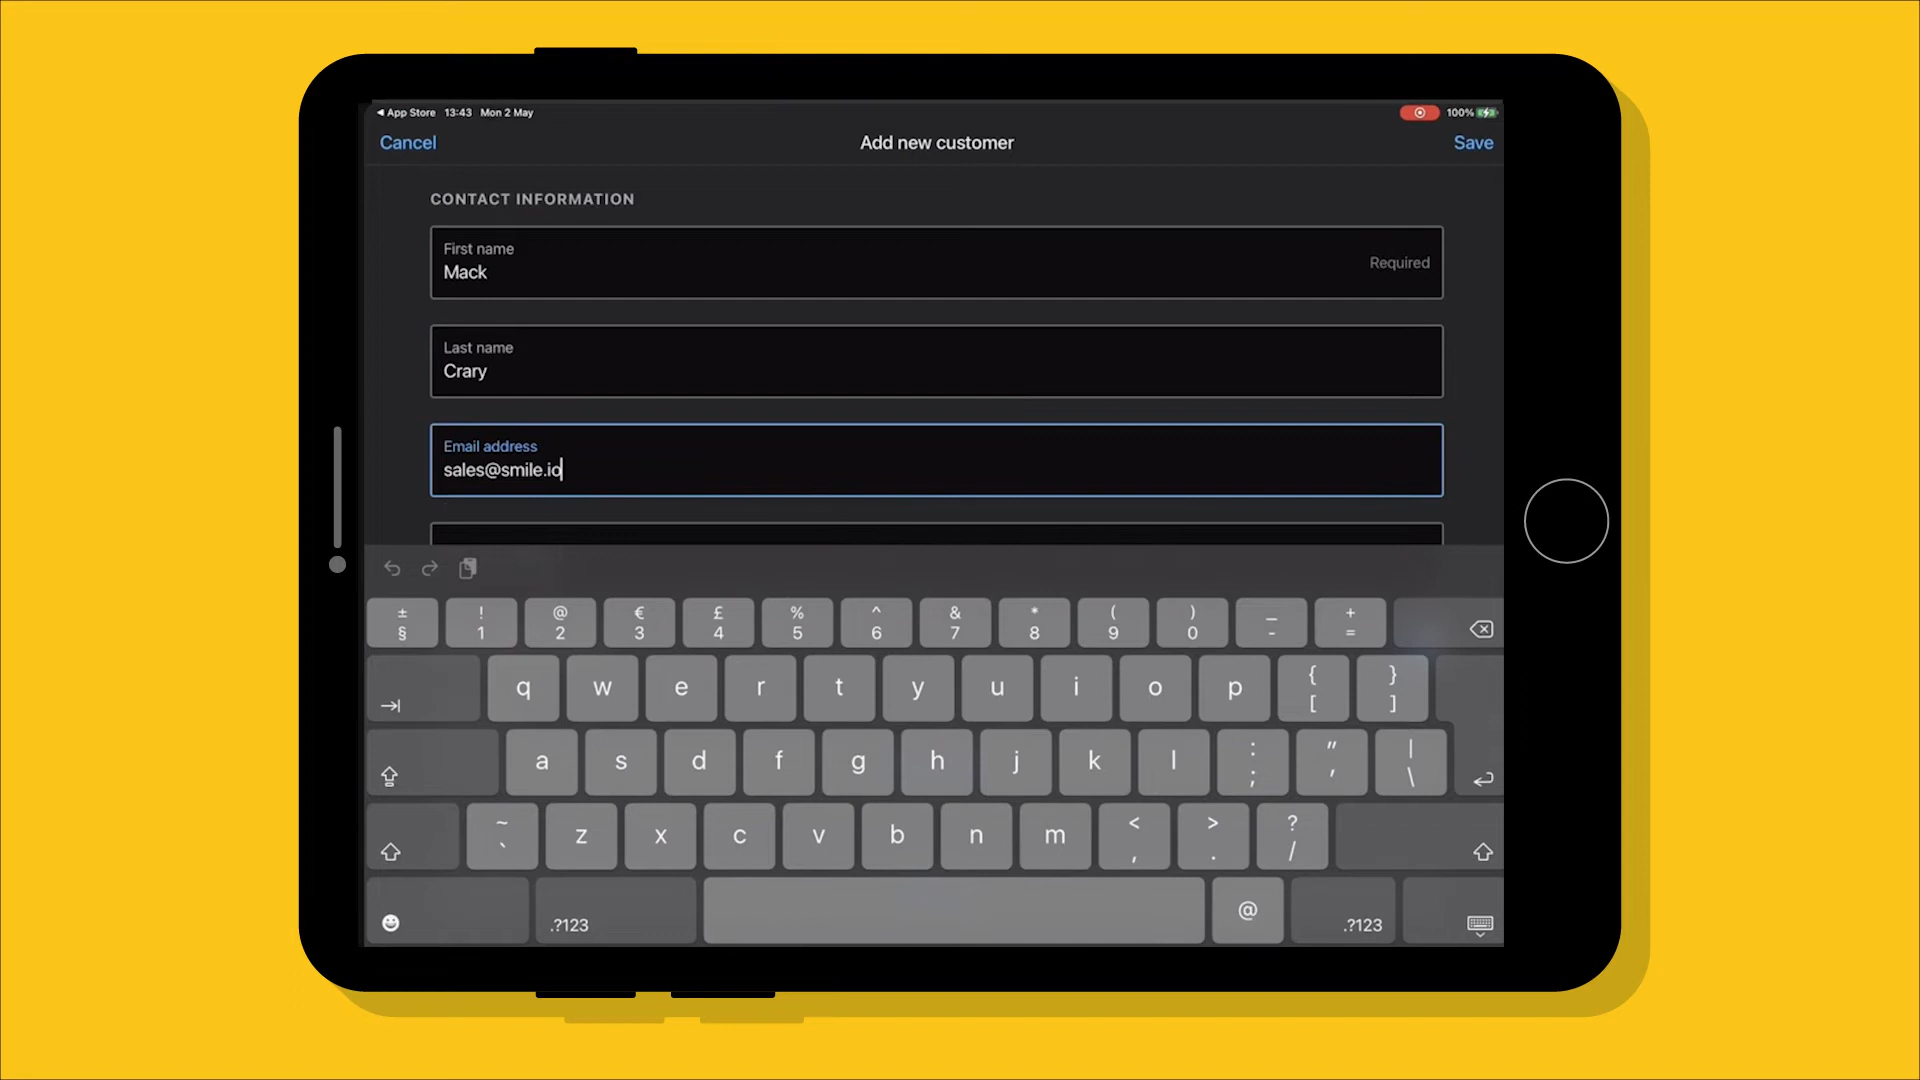 ◀ App Store 13:43 Mon 2 May 100%
Cancel Add new customer Save
CONTACT INFORMATION
First name
Mack
Required
Last name
Crary
Email address
sales@smile.io
± ! @ € £ % ^ & * ( ) _ +
§ 1 2 3 4 5 6 7 8 9 0 - =
q w e r t y u i o p { }
[ ]
a s d f g h j k l : " |
; ' \
~ z x c v b n m < > ?
` , . /
.?123 @ .?123